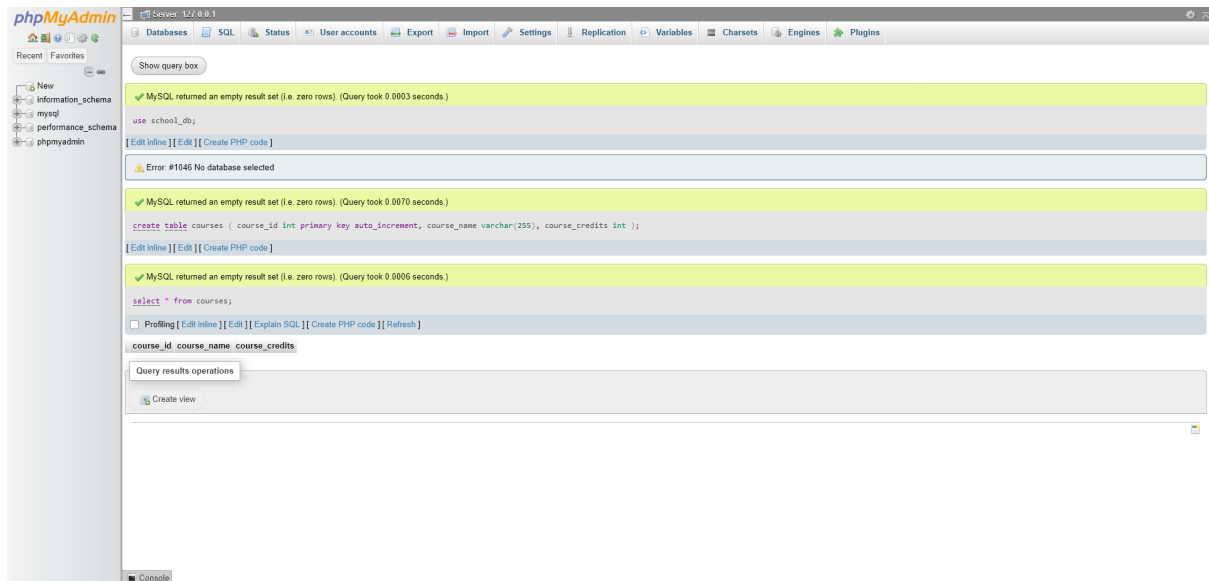 phpMyAdmin
Server: 127.0.0.1
Databases SQL Status User accounts Export Import Settings Replication Variables Charsets Engines Plugins
Recent Favorites
New
information_schema
mysql
performance_schema
phpmyadmin
Show query box
MySQL returned an empty result set (i.e. zero rows). (Query took 0.0003 seconds.)
use school_db;
[ Edit inline ] [ Edit ] [ Create PHP code ]
Error: #1046 No database selected
MySQL returned an empty result set (i.e. zero rows). (Query took 0.0070 seconds.)
create table courses ( course_id int primary key auto_increment, course_name varchar(255), course_credits int );
[ Edit inline ] [ Edit ] [ Create PHP code ]
MySQL returned an empty result set (i.e. zero rows). (Query took 0.0006 seconds.)
select * from courses;
Profiling [ Edit inline ] [ Edit ] [ Explain SQL ] [ Create PHP code ] [ Refresh ]
course_id course_name course_credits
Query results operations
Create view
Console